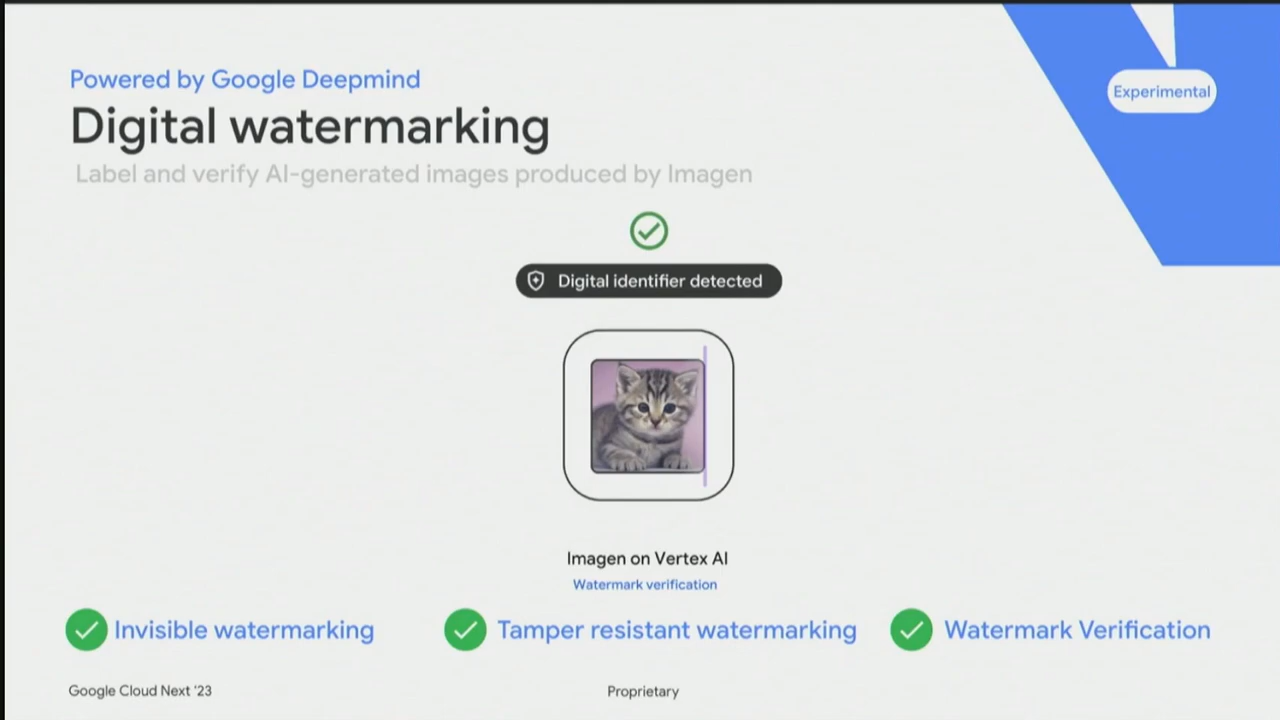 Powered by Google Deepmind
Experimental
Digital watermarking
Label and verify AI-generated images produced by Imagen
Digital identifier detected
Imagen on Vertex AI
Watermark verification
Invisible watermarking
Tamper resistant watermarking
Watermark Verification
Google Cloud Next '23
Proprietary